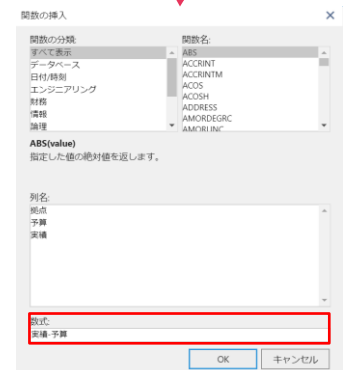 関数の挿入
関数の分類:
すべて表示
データベース
日付/時刻
エンジニアリング
財務
情報
論理
関数名:
ABS
ACCRINT
ACCRINTM
ACOS
ACOSH
ADDRESS
AMORDEGRC
AMORLINC
ABS(value)
指定した値の絶対値を返します。
列名:
拠点
予算
実績
数式:
実績-予算
OK
キャンセル